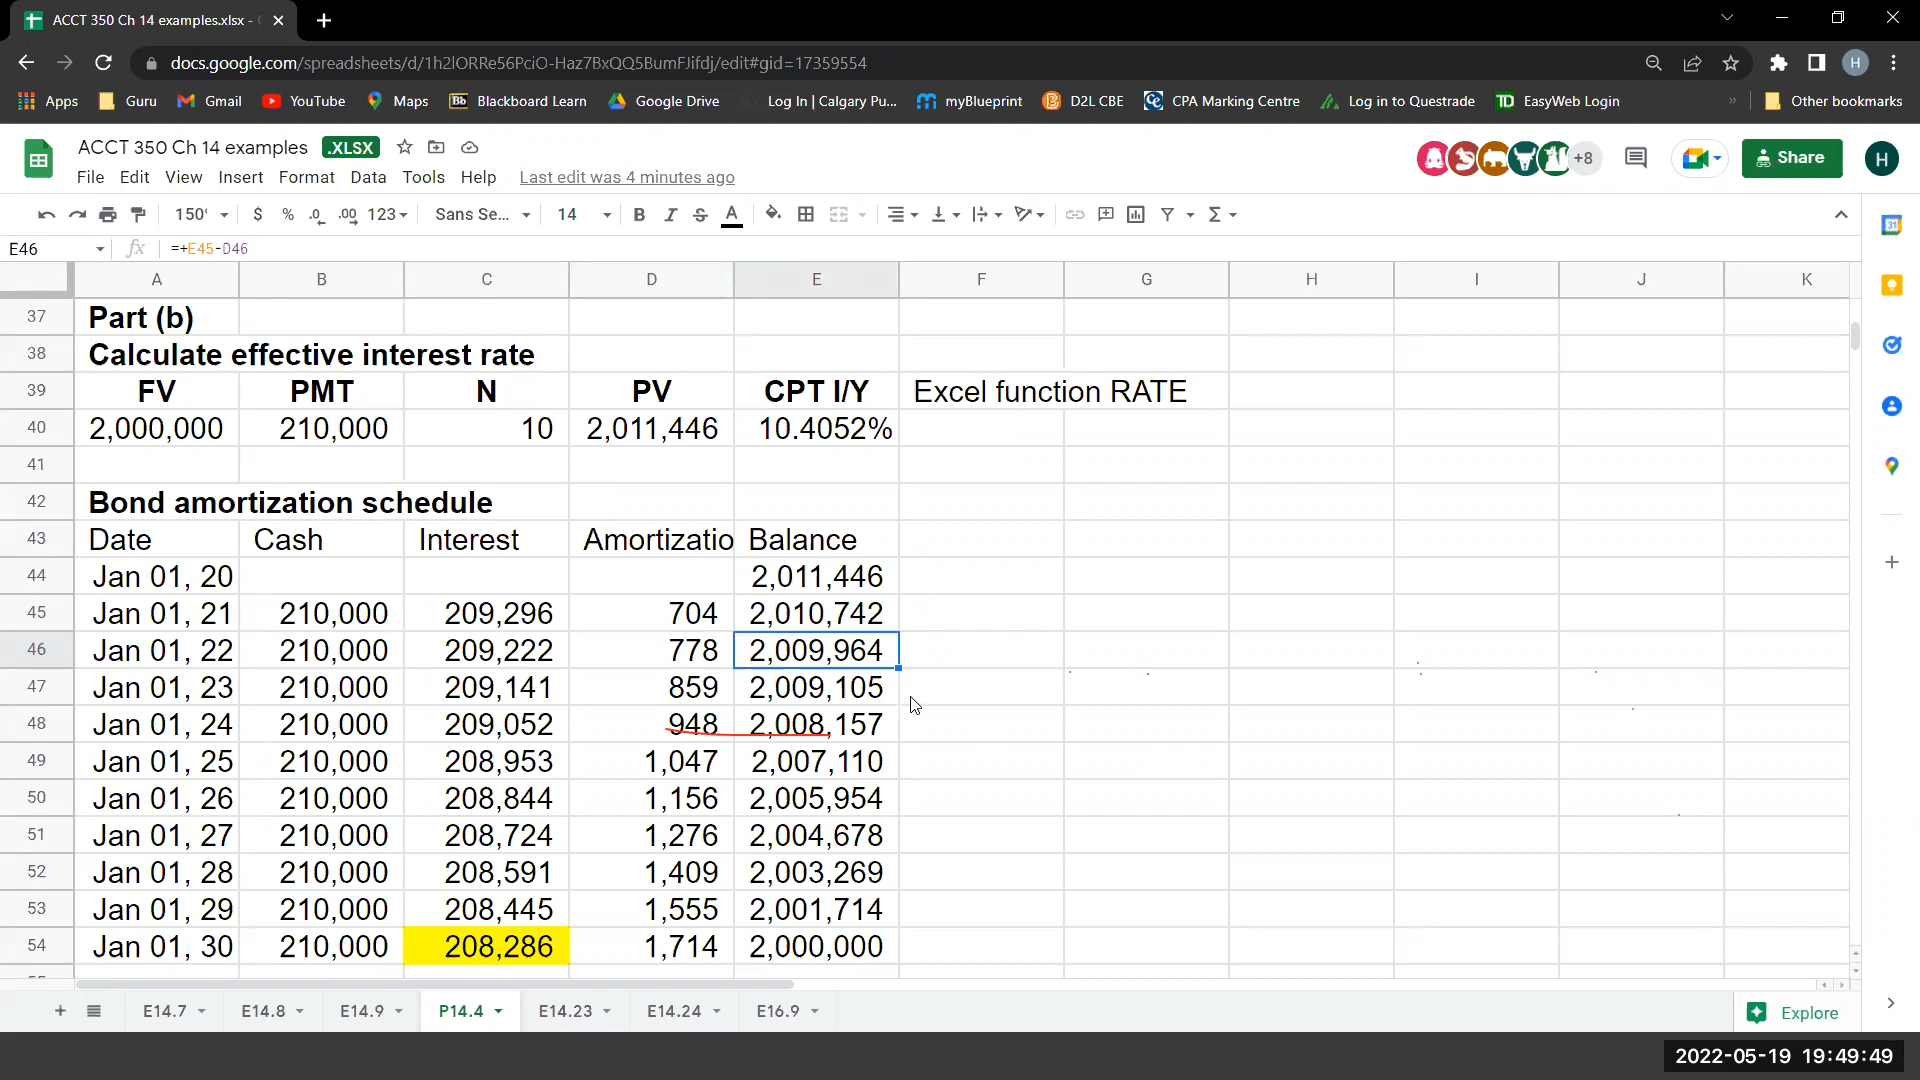 ACCT 350 Ch 14 examples.xlsx -
docs.google.com/spreadsheets/d/1h2lORRe56PciO-Haz7BxQQ5BumFJifdj/edit#gid=17359554
H
Apps Guru Gmail YouTube Maps Bb Blackboard Learn Google Drive Log In | Calgary Pu... myBlueprint D2L CBE CPA Marking Centre Log in to Questrade TD EasyWeb Login » Other bookmarks
ACCT 350 Ch 14 examples .XLSX +8 Share H
File Edit View Insert Format Data Tools Help Last edit was 4 minutes ago
150% $ % .0 .00 123 Sans Se... 14 B I S A Σ
E46 fx =+E45-D46
A B C D E F G H I J K
37 Part (b)
38 Calculate effective interest rate
39 FV PMT N PV CPT I/Y Excel function RATE
40 2,000,000 210,000 10 2,011,446 10.4052%
41
42 Bond amortization schedule
43 Date Cash Interest Amortizatio Balance
44 Jan 01, 20 2,011,446
45 Jan 01, 21 210,000 209,296 704 2,010,742
46 Jan 01, 22 210,000 209,222 778 2,009,964
47 Jan 01, 23 210,000 209,141 859 2,009,105
48 Jan 01, 24 210,000 209,052 948 2,008,157
49 Jan 01, 25 210,000 208,953 1,047 2,007,110
50 Jan 01, 26 210,000 208,844 1,156 2,005,954
51 Jan 01, 27 210,000 208,724 1,276 2,004,678
52 Jan 01, 28 210,000 208,591 1,409 2,003,269
53 Jan 01, 29 210,000 208,445 1,555 2,001,714
54 Jan 01, 30 210,000 208,286 1,714 2,000,000
E14.7 E14.8 E14.9 P14.4 E14.23 E14.24 E16.9 Explore
2022-05-19 19:49:49